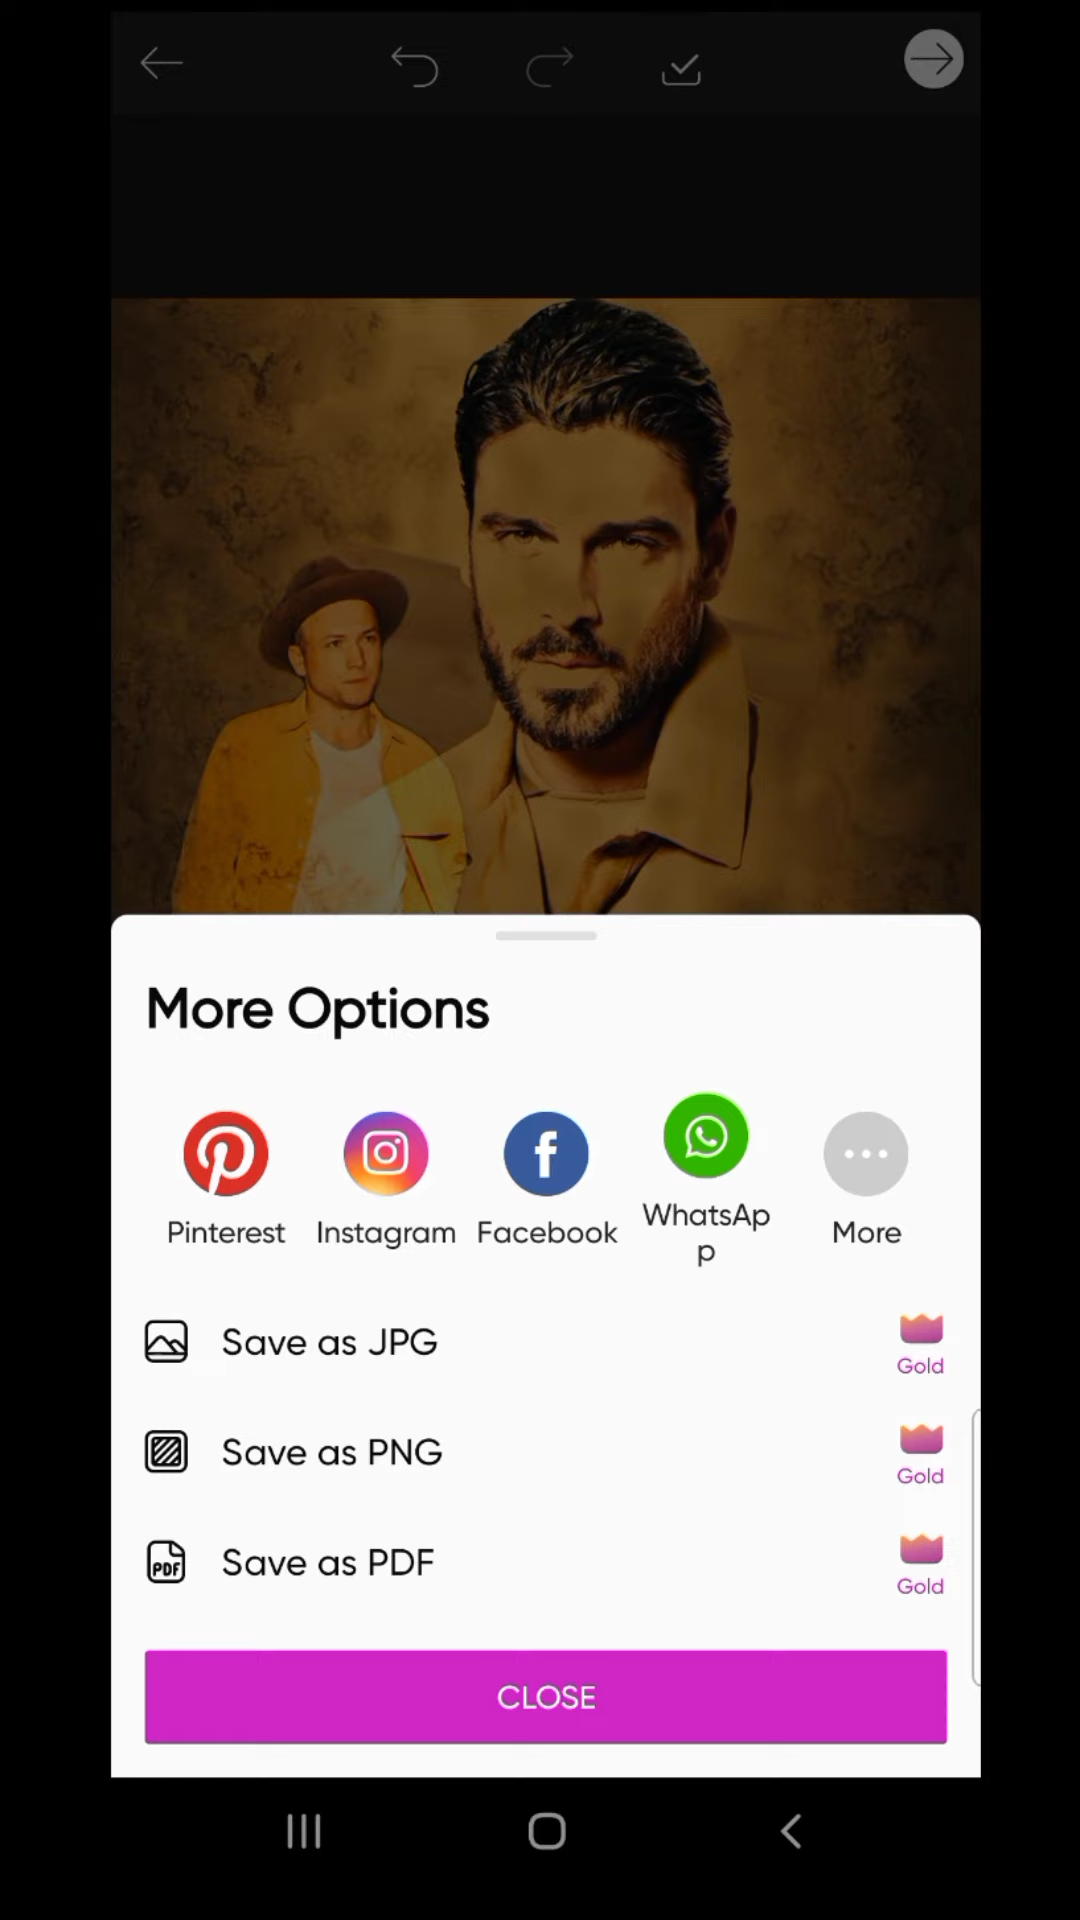 More Options
Pinterest
Instagram
Facebook
WhatsAp
p
More
Save as JPG
Gold
Save as PNG
Gold
PDF
Save as PDF
Gold
CLOSE